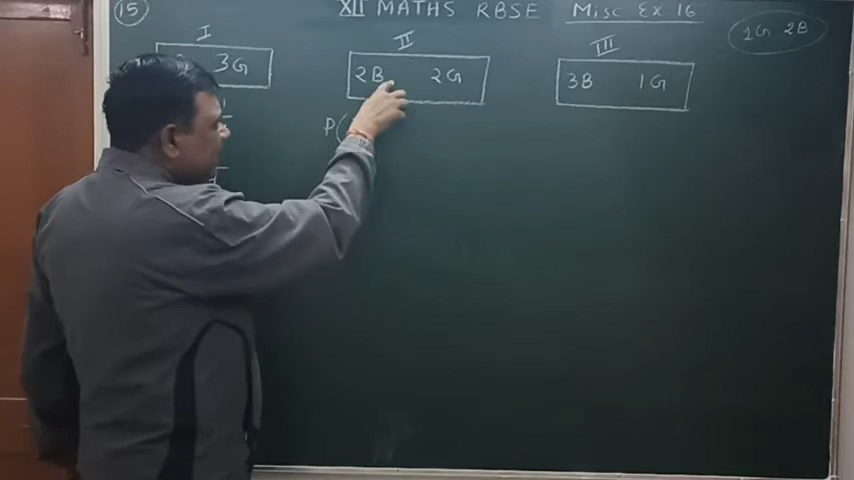 15
XII MATHS RBSE Misc Ex 16
1G 2B
I
3G
II
2B 2G
III
3B 1G
P(